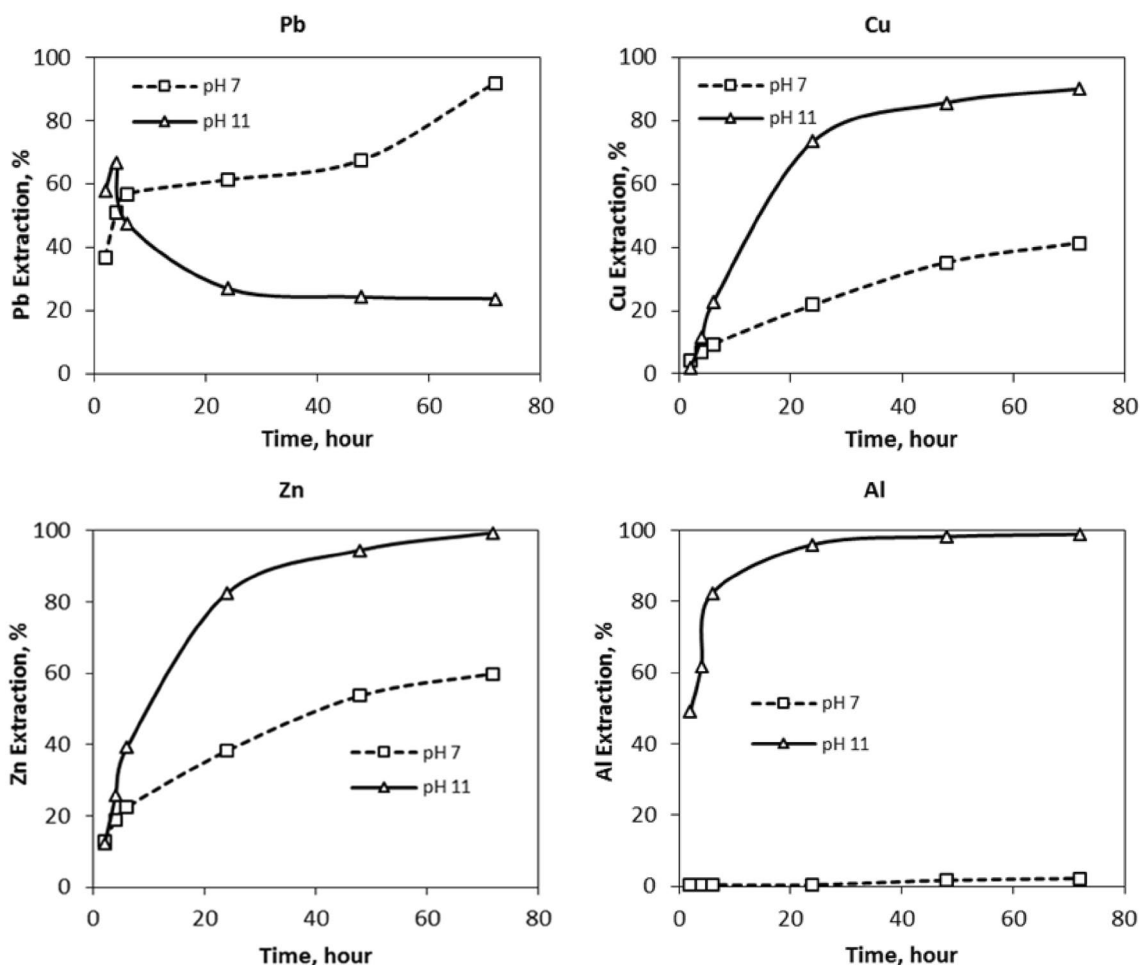 Pb
Pb Extraction, %
100
80
60
40
20
0
pH 7
pH 11
0 20 40 60 80
Time, hour
Cu
Cu Extraction, %
100
80
60
40
20
0
pH 7
pH 11
0 20 40 60 80
Time, hour
Zn
Zn Extraction, %
100
80
60
40
20
0
pH 7
pH 11
0 20 40 60 80
Time, hour
Al
Al Extraction, %
100
80
60
40
20
0
pH 7
pH 11
0 20 40 60 80
Time, hour